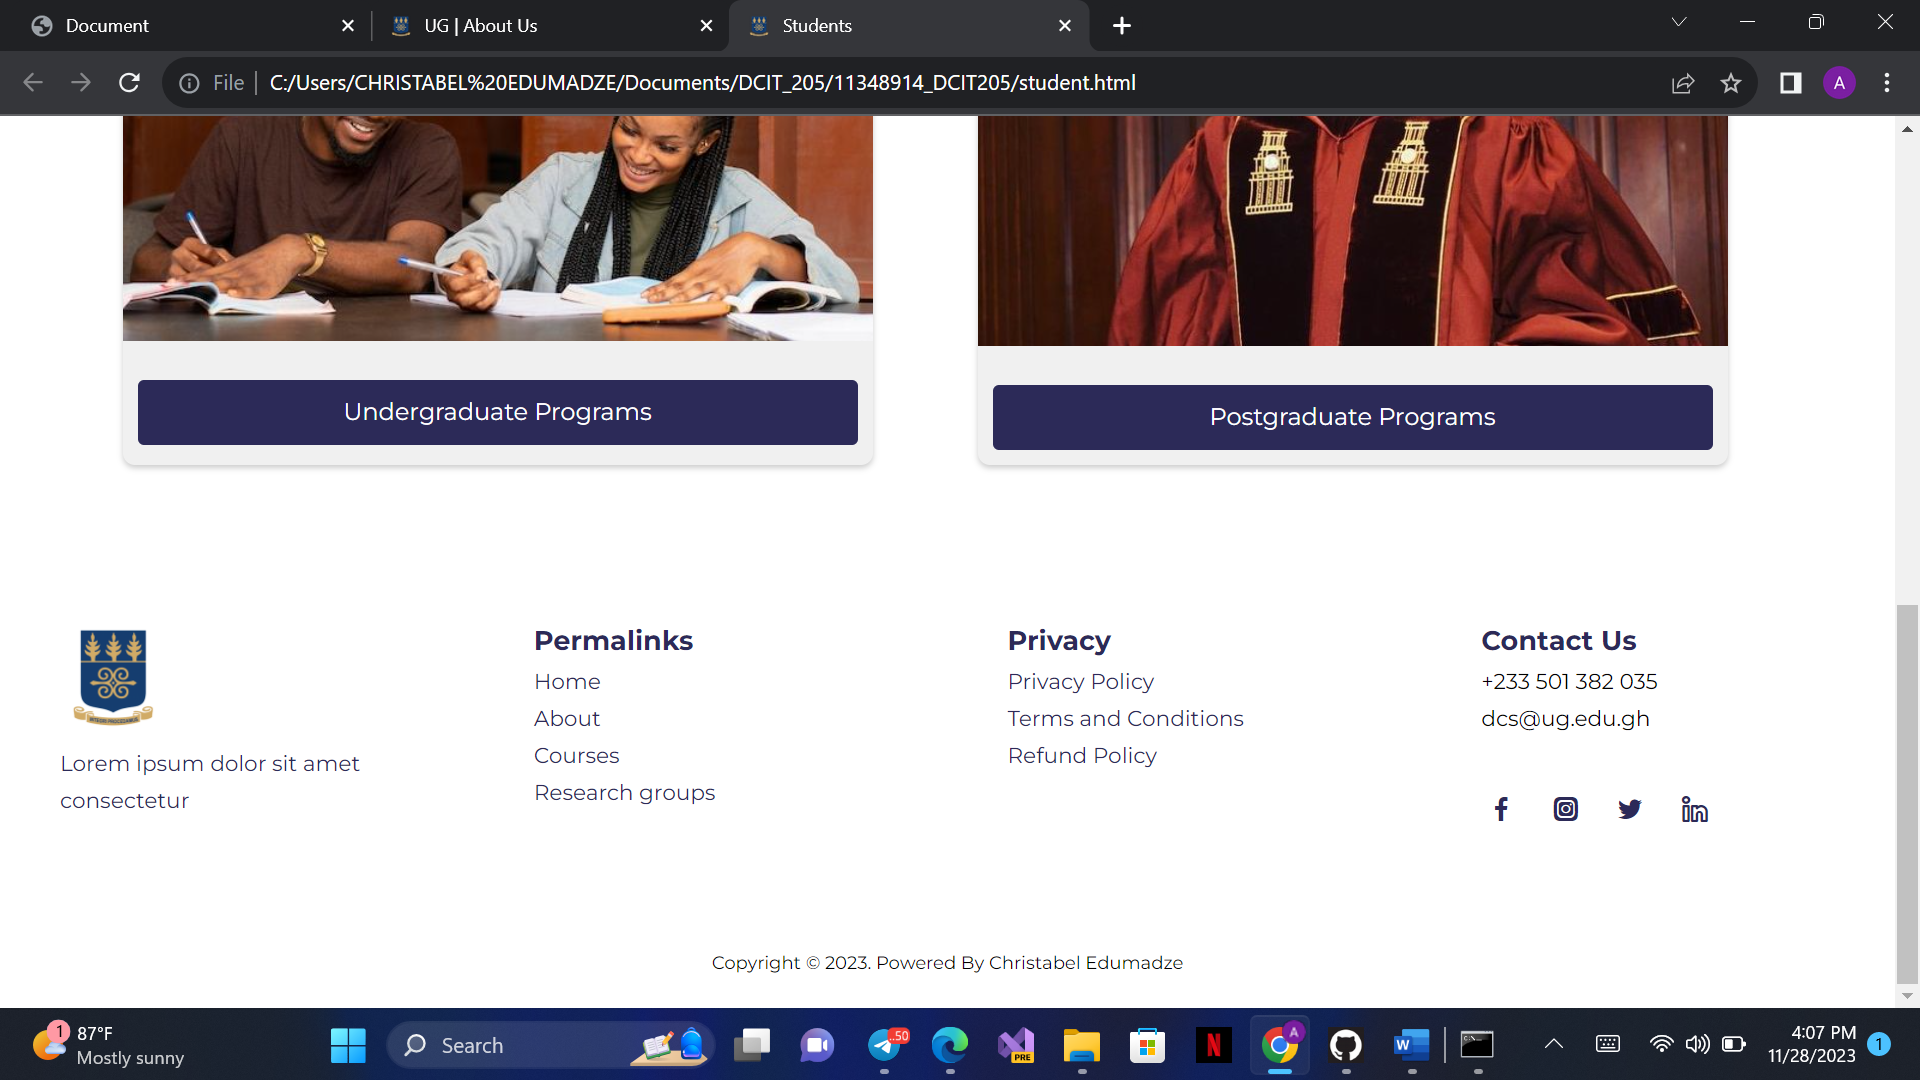 Document
UG | About Us
Students
File
C:/Users/CHRISTABEL%20EDUMADZE/Documents/DCIT_205/11348914_DCIT205/student.html
A
Undergraduate Programs
Postgraduate Programs
Lorem ipsum dolor sit amet
consectetur
Permalinks
Home
About
Courses
Research groups
Privacy
Privacy Policy
Terms and Conditions
Refund Policy
Contact Us
+233 501 382 035
dcs@ug.edu.gh
Copyright © 2023. Powered By Christabel Edumadze
1
87°F
Mostly sunny
Search
..50
PRE
N
A
W
4:07 PM
11/28/2023
1